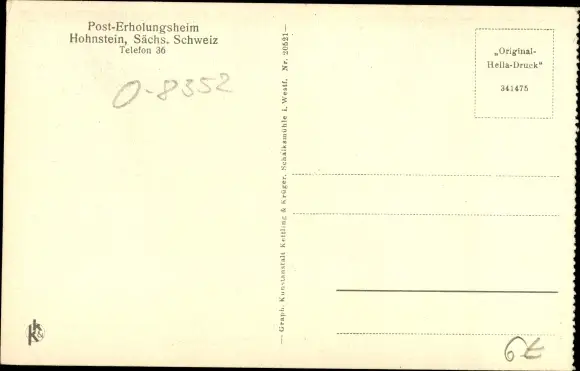 Post-Erholungsheim
Hohnstein, Sächs. Schweiz
Telefon 36
O-8352
— Graph. Kunstanstalt Kettling & Krüger, Schalksmühle i. Westf. Nr. 20521 —
„Original-
Hella-Druck"
341475
6